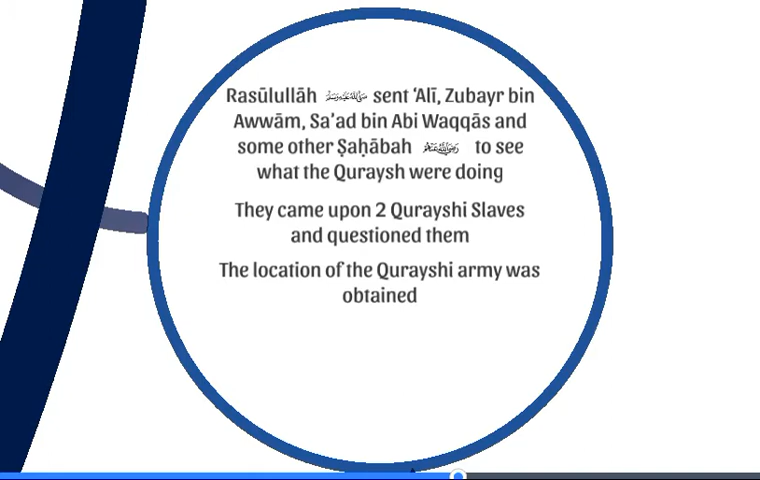 Rasūlullāh ﷺ sent ‘Alī, Zubayr bin
Awwām, Sa’ad bin Abi Waqqās and
some other Ṣaḥābah رضي الله عنهم to see
what the Quraysh were doing
They came upon 2 Qurayshi Slaves
and questioned them
The location of the Qurayshi army was
obtained